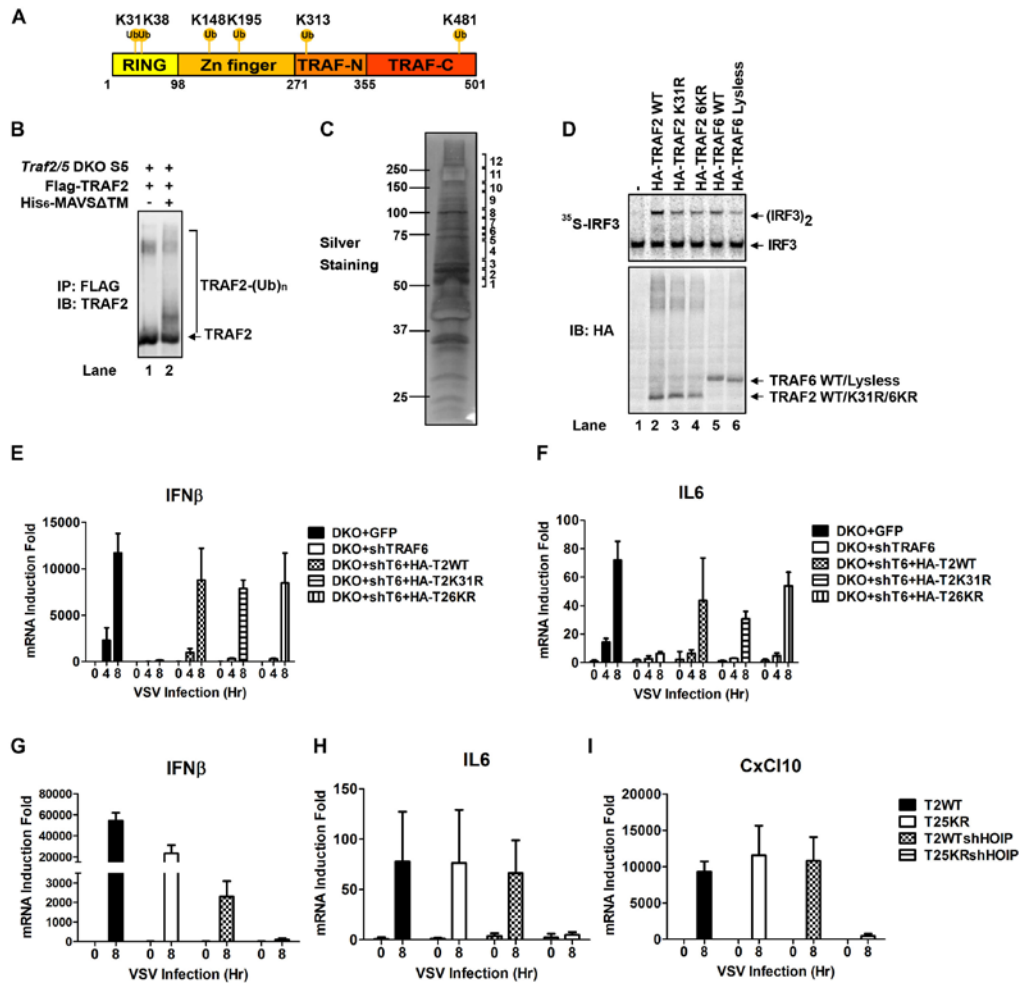 A
K31K38 K148K195 K313 K481
Ub Ub Ub Ub Ub Ub
RING Zn finger TRAF-N TRAF-C
1 98 271 355 501
B
Traf2/5 DKO S5 + +
Flag-TRAF2 + +
His6-MAVSΔTM - +
IP: FLAG
IB: TRAF2
TRAF2-(Ub)n
TRAF2
Lane 1 2
C
Silver
Staining
250
150
100
75
50
37
25
12
11
10
9
8
7
6
5
4
3
2
1
D
-
HA-TRAF2 WT
HA-TRAF2 K31R
HA-TRAF2 6KR
HA-TRAF6 WT
HA-TRAF6 Lysless
35S-IRF3
(IRF3)2
IRF3
IB: HA
TRAF6 WT/Lysless
TRAF2 WT/K31R/6KR
Lane 1 2 3 4 5 6
E
IFNβ
mRNA Induction Fold
15000
10000
5000
0
0 4 8 0 4 8 0 4 8 0 4 8 0 4 8
VSV Infection (Hr)
DKO+GFP
DKO+shTRAF6
DKO+shT6+HA-T2WT
DKO+shT6+HA-T2K31R
DKO+shT6+HA-T26KR
F
IL6
mRNA Induction Fold
100
80
60
40
20
0
0 4 8 0 4 8 0 4 8 0 4 8 0 4 8
VSV Infection (Hr)
DKO+GFP
DKO+shTRAF6
DKO+shT6+HA-T2WT
DKO+shT6+HA-T2K31R
DKO+shT6+HA-T26KR
G
IFNβ
mRNA Induction Fold
80000
60000
40000
20000
3000
2000
1000
0
0 8 0 8 0 8 0 8
VSV Infection (Hr)
H
IL6
mRNA Induction Fold
150
100
50
0
0 8 0 8 0 8 0 8
VSV Infection (Hr)
I
CxCl10
mRNA Induction Fold
20000
15000
10000
5000
0
0 8 0 8 0 8 0 8
VSV Infection (Hr)
T2WT
T25KR
T2WTshHOIP
T25KRshHOIP